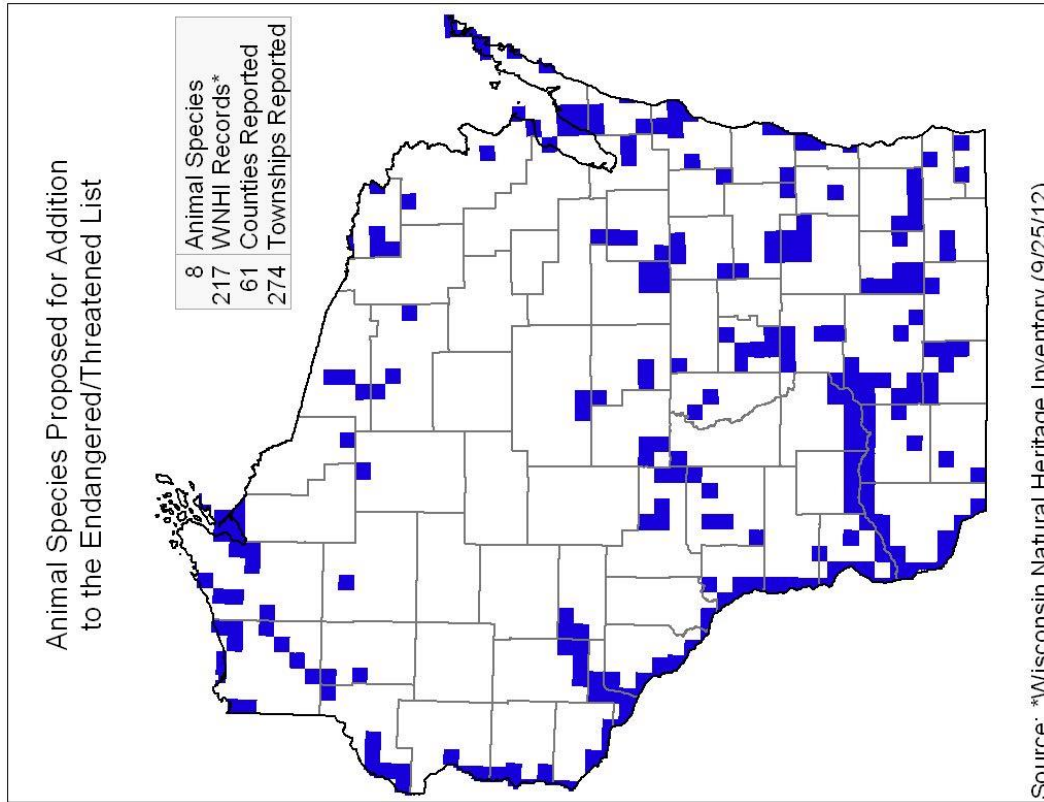 Animal Species Proposed for Addition
to the Endangered/Threatened List
8 Animal Species
217 WNHI Records*
61 Counties Reported
274 Townships Reported
Source: *Wisconsin Natural Heritage Inventory (9/25/12)